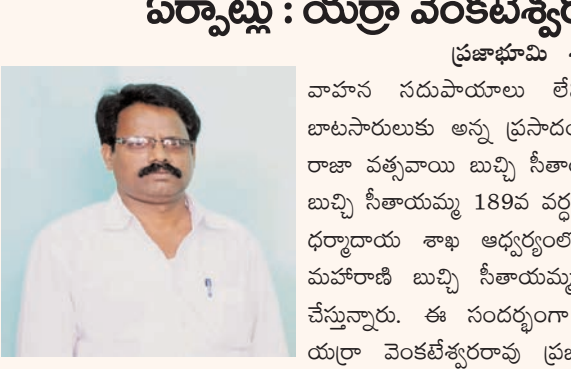 ఏర్పాట్లు : యర్రా వెంకటేశ్వర
ప్రజాభూమి
వాహన సదుపాయాలు లే
బాటసారులుకు అన్న ప్రసాదం
రాజా వత్సవాయి బుచ్చి సీతా
బుచ్చి సీతాయమ్మ 189వ వర్ధ
ధర్మాదాయ శాఖ ఆధ్వర్యంలో
మహారాణి బుచ్చి సీతాయమ్మ
చేస్తున్నారు. ఈ సందర్భంగా
యర్రా వెంకటేశ్వరరావు ప్రజ